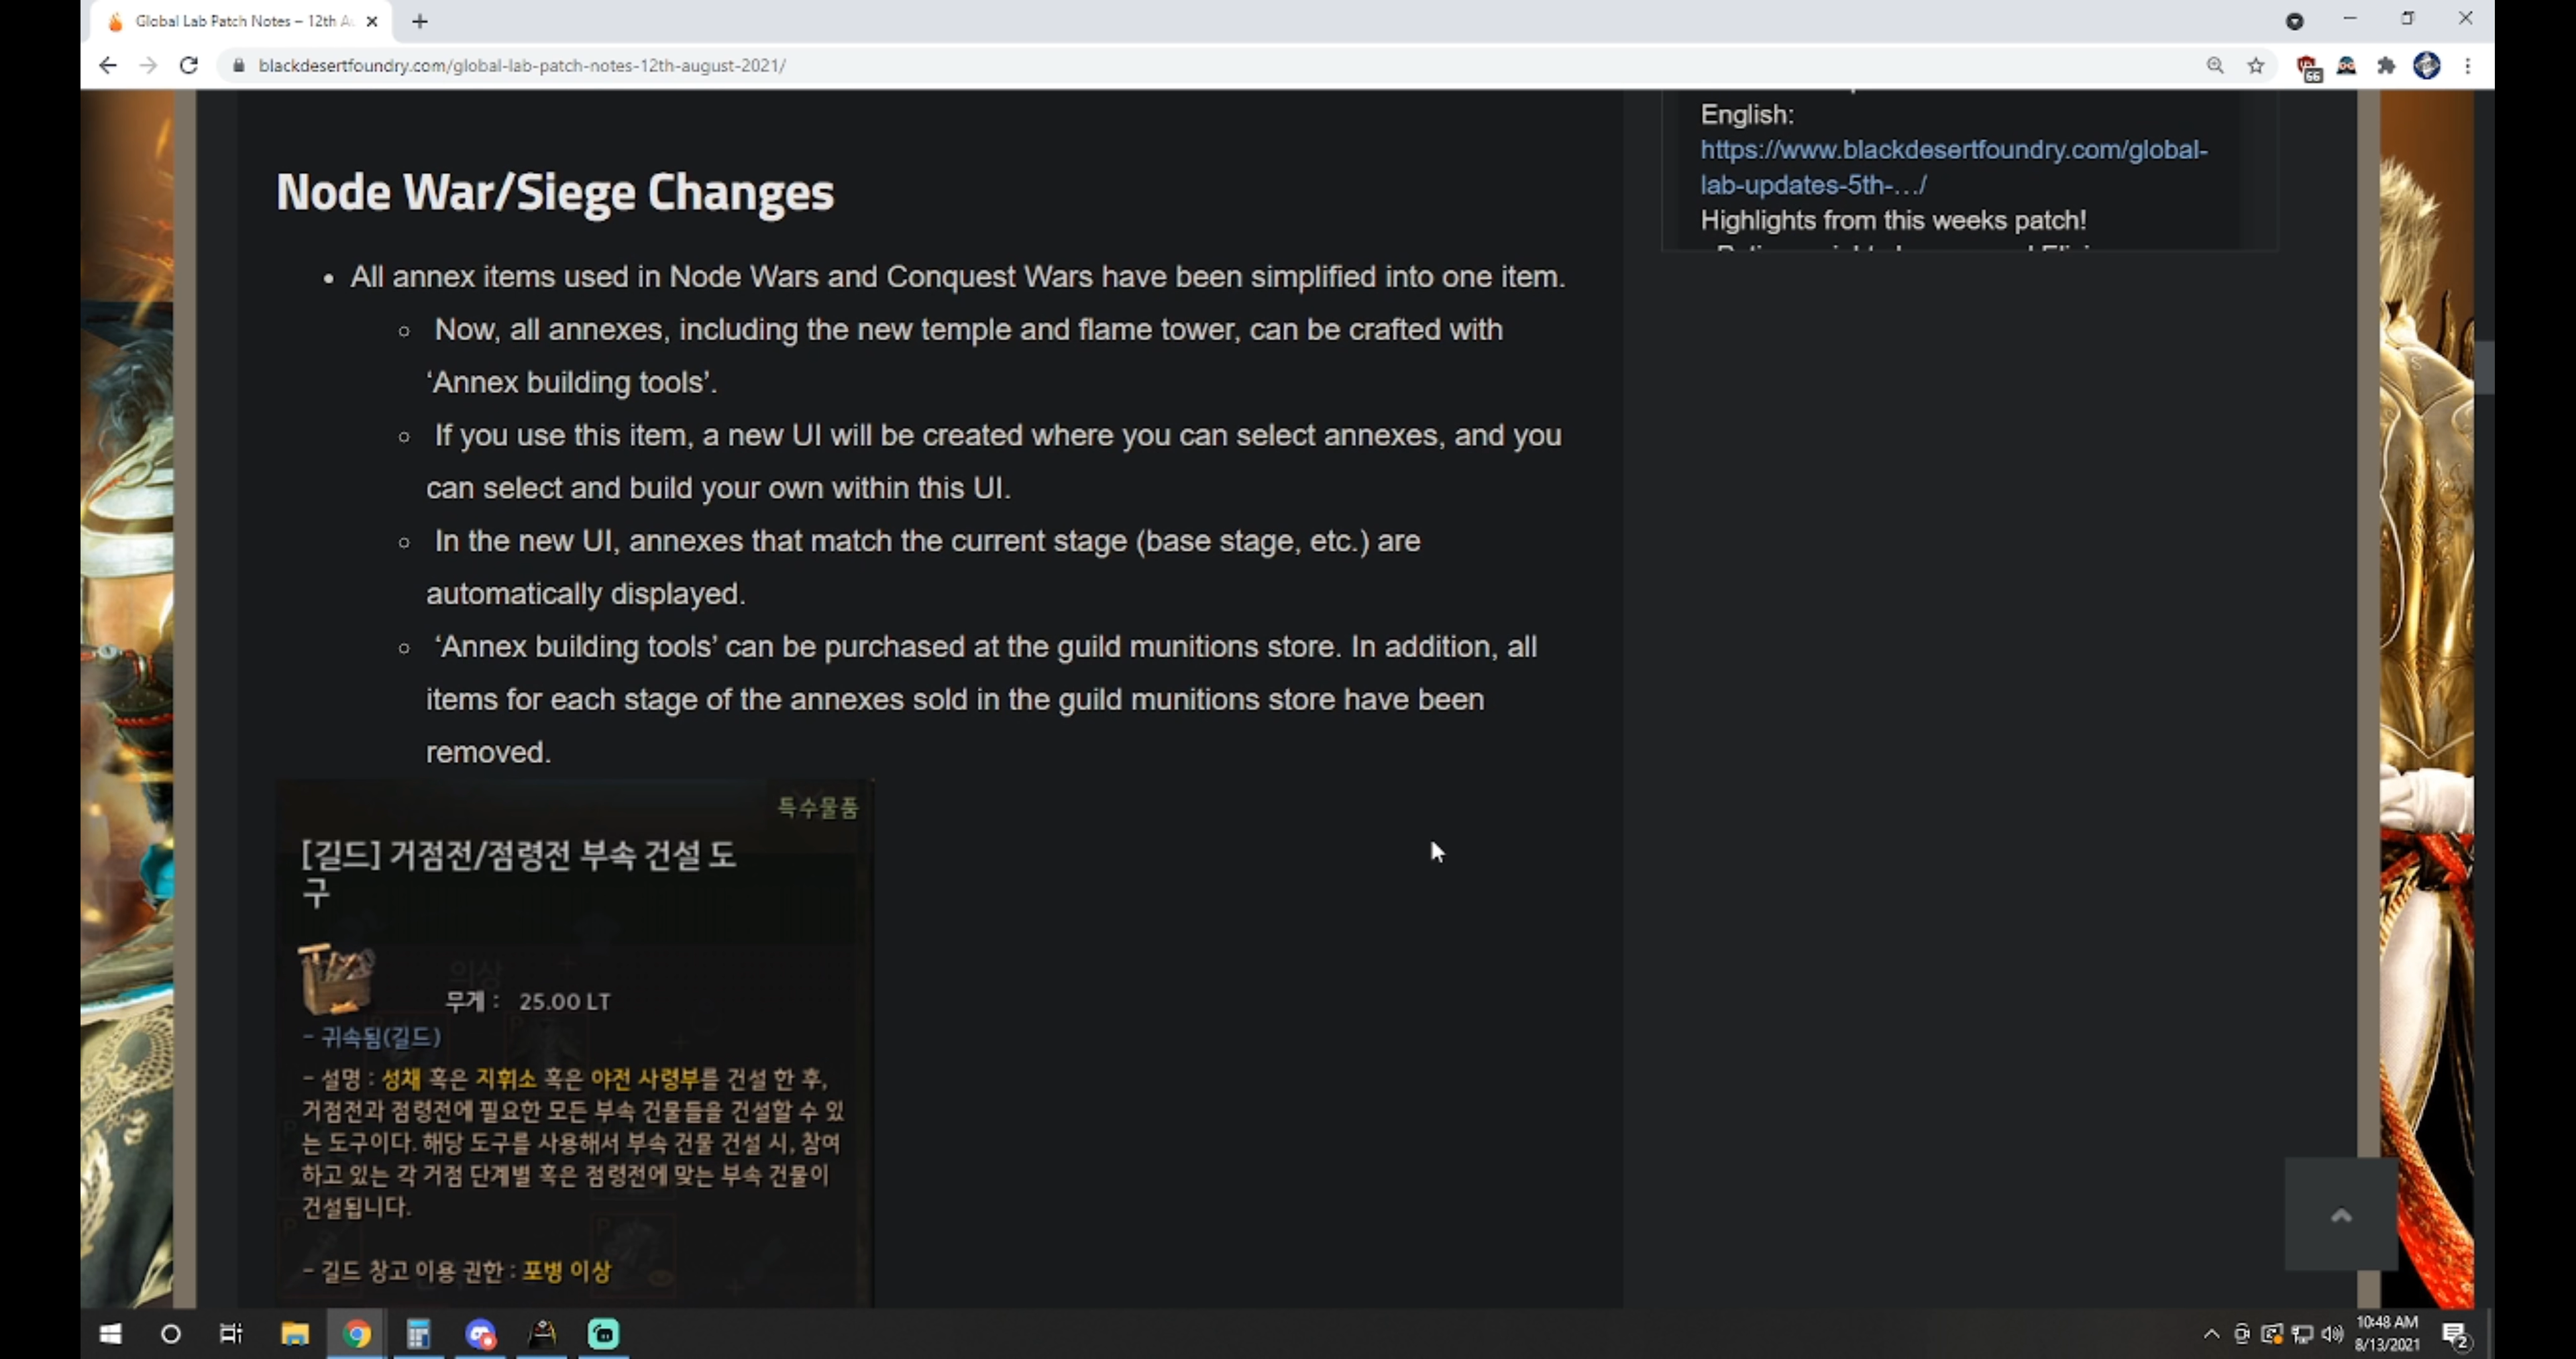 Global Lab Patch Notes – 12th A
blackdesertfoundry.com/global-lab-patch-notes-12th-august-2021/
66
English:
https://www.blackdesertfoundry.com/global-
lab-updates-5th-…/
Highlights from this weeks patch!
Node War/Siege Changes
• All annex items used in Node Wars and Conquest Wars have been simplified into one item.
○ Now, all annexes, including the new temple and flame tower, can be crafted with
‘Annex building tools’.
○ If you use this item, a new UI will be created where you can select annexes, and you
can select and build your own within this UI.
○ In the new UI, annexes that match the current stage (base stage, etc.) are
automatically displayed.
○ ‘Annex building tools’ can be purchased at the guild munitions store. In addition, all
items for each stage of the annexes sold in the guild munitions store have been
removed.
특수물품
[길드] 거점전/점령전 부속 건설 도
구
의상
무게 : 25.00 LT
- 귀속됨(길드)
- 설명 : 성채 혹은 지휘소 혹은 야전 사령부를 건설 한 후,
거점전과 점령전에 필요한 모든 부속 건물들을 건설할 수 있
는 도구이다. 해당 도구를 사용해서 부속 건물 건설 시, 참여
하고 있는 각 거점 단계별 혹은 점령전에 맞는 부속 건물이
건설됩니다.
- 길드 창고 이용 권한 : 포병 이상
10:48 AM
8/13/2021
2